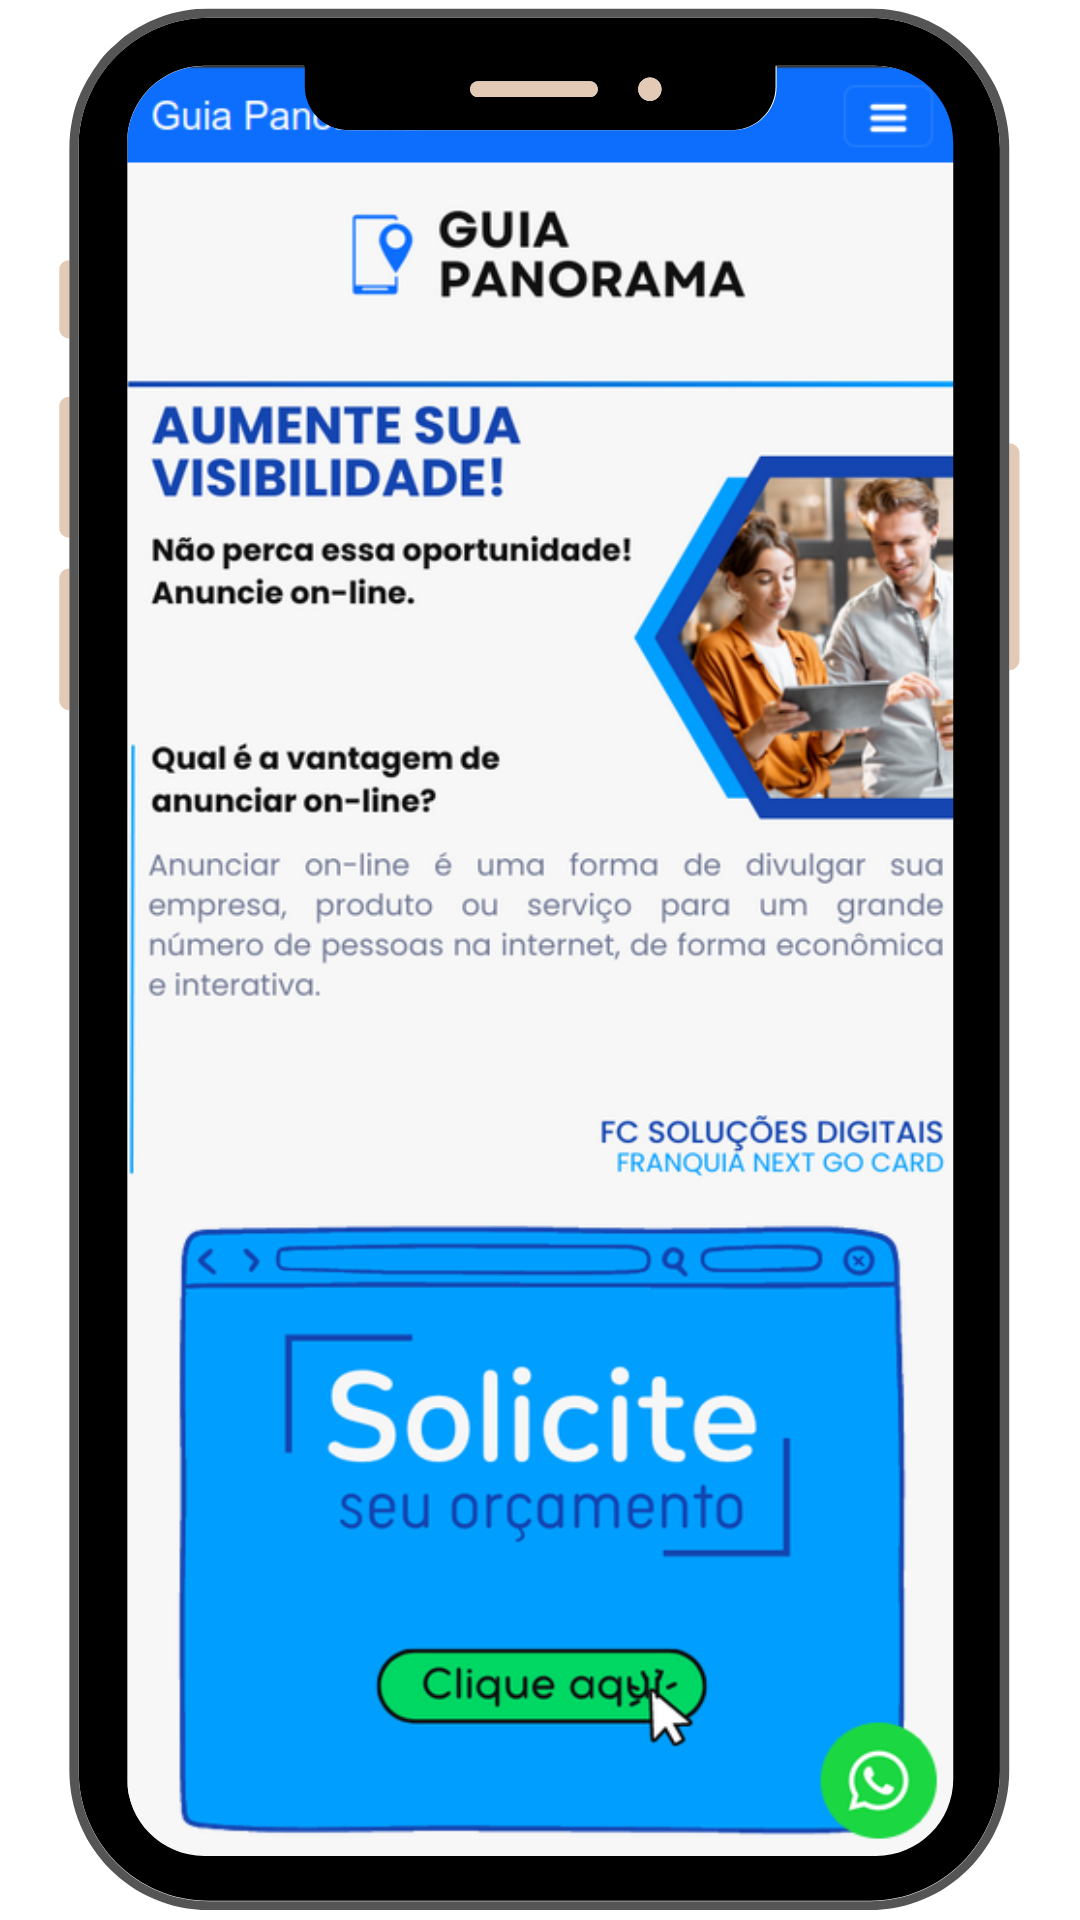 Guia
GUIA
PANORAMA
AUMENTE SUA
VISIBILIDADE!
Não perca essa oportunidade!
Anuncie on-line.
Qual é a vantagem de
anunciar on-line?
Anunciar on-line é uma forma de divulgar sua
empresa, produto ou serviço para um grande
número de pessoas na internet, de forma econômica
e interativa.
FC SOLUÇÕES DIGITAIS
FRANQUIA NEXT GO CARD
Solicite
seu orçamento
Clique aqui